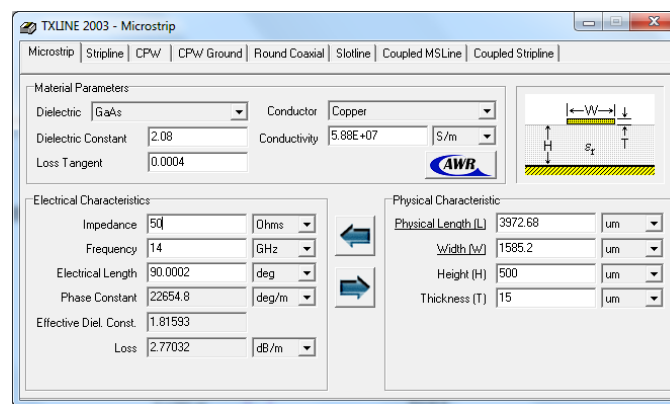 TXLINE 2003 - Microstrip
Microstrip Stripline CPW CPW Ground Round Coaxial Slotline Coupled MSLine Coupled Stripline
Material Parameters
Dielectric GaAs Conductor Copper
Dielectric Constant 2.08 Conductivity 5.88E+07 S/m
Loss Tangent 0.0004 AWR
W
H εr T
Electrical Characteristics
Impedance 50 Ohms
Frequency 14 GHz
Electrical Length 90.0002 deg
Phase Constant 22654.8 deg/m
Effective Diel. Const. 1.81593
Loss 2.77032 dB/m
Physical Characteristic
Physical Length (L) 3972.68 um
Width (W) 1585.2 um
Height (H) 500 um
Thickness (T) 15 um